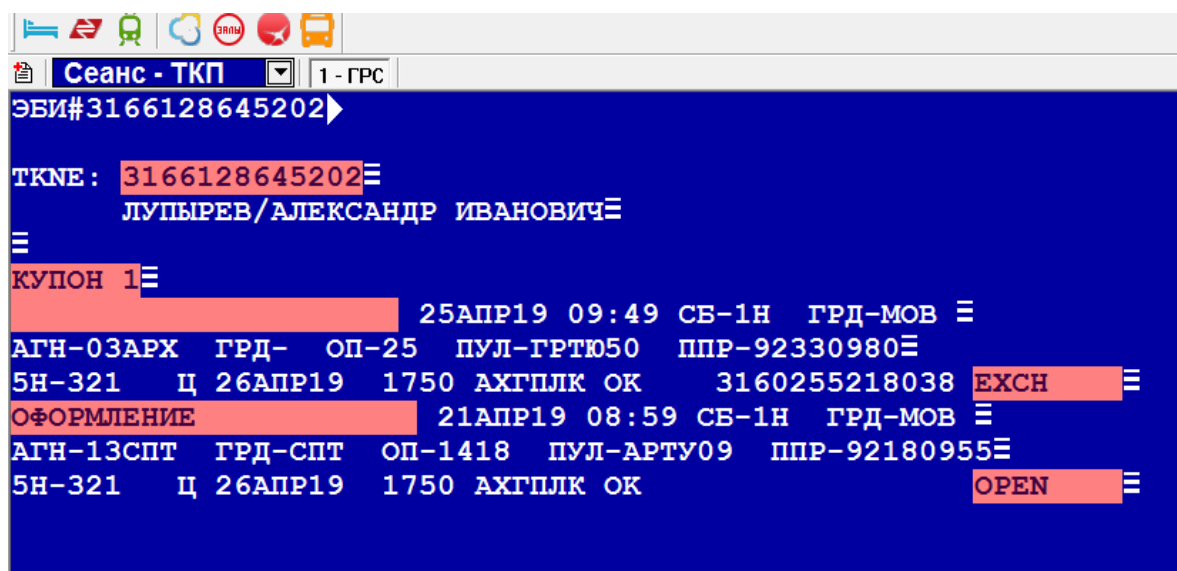 ЗАЛЫ
Сеанс - ТКП 1 - ГРС
ЭБИ#3166128645202
TKNE: 3166128645202
ЛУПЫРЕВ/АЛЕКСАНДР ИВАНОВИЧ
КУПОН 1
25АПР19 09:49 СБ-1Н ГРД-МОВ
АГН-03АРХ ГРД- ОП-25 ПУЛ-ГРТЮ50 ППР-92330980
5Н-321 Ц 26АПР19 1750 АХГПЛК ОК 3160255218038 EXCH
ОФОРМЛЕНИЕ 21АПР19 08:59 СБ-1Н ГРД-МОВ
АГН-13СПТ ГРД-СПТ ОП-1418 ПУЛ-АРТУ09 ППР-92180955
5Н-321 Ц 26АПР19 1750 АХГПЛК ОК OPEN